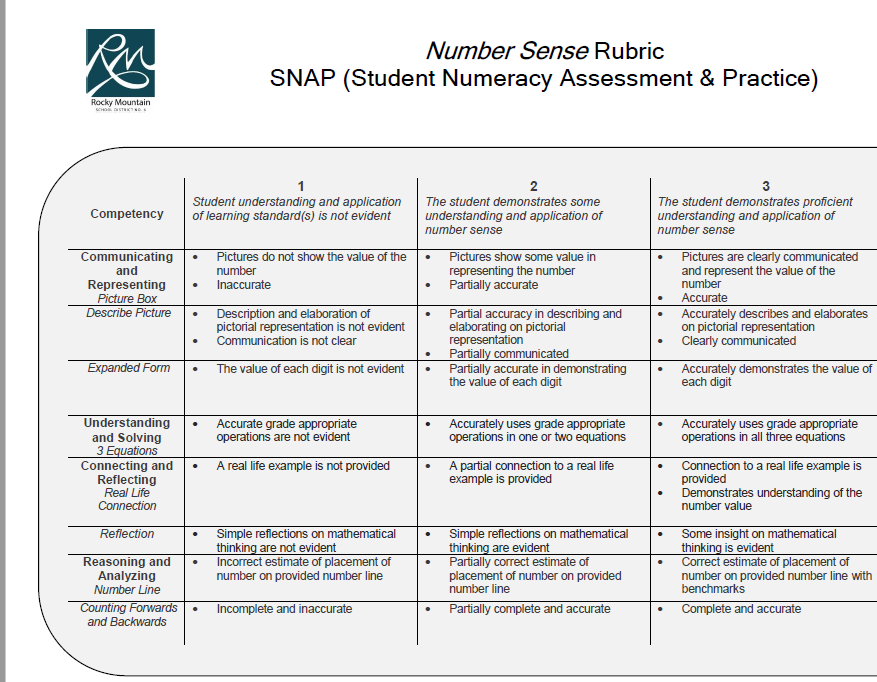 Number Sense Rubric
SNAP (Student Numeracy Assessment & Practice)
Rocky Mountain
SCHOOL DISTRICT NO. 6
Competency
1
Student understanding and application
of learning standard(s) is not evident
2
The student demonstrates some
understanding and application of
number sense
3
The student demonstrates proficient
understanding and application of
number sense
Communicating
and
Representing
Picture Box
• Pictures do not show the value of the
number
• Inaccurate
• Pictures show some value in
representing the number
• Partially accurate
• Pictures are clearly communicated
and represent the value of the
number
• Accurate
Describe Picture
• Description and elaboration of
pictorial representation is not evident
• Communication is not clear
• Partial accuracy in describing and
elaborating on pictorial
representation
• Partially communicated
• Accurately describes and elaborates
on pictorial representation
• Clearly communicated
Expanded Form
• The value of each digit is not evident
• Partially accurate in demonstrating
the value of each digit
• Accurately demonstrates the value of
each digit
Understanding
and Solving
3 Equations
• Accurate grade appropriate
operations are not evident
• Accurately uses grade appropriate
operations in one or two equations
• Accurately uses grade appropriate
operations in all three equations
Connecting and
Reflecting
Real Life
Connection
• A real life example is not provided
• A partial connection to a real life
example is provided
• Connection to a real life example is
provided
• Demonstrates understanding of the
number value
Reflection
• Simple reflections on mathematical
thinking are not evident
• Simple reflections on mathematical
thinking are evident
• Some insight on mathematical
thinking is evident
Reasoning and
Analyzing
Number Line
• Incorrect estimate of placement of
number on provided number line
• Partially correct estimate of
placement of number on provided
number line
• Correct estimate of placement of
number on provided number line with
benchmarks
Counting Forwards
and Backwards
• Incomplete and inaccurate
• Partially complete and accurate
• Complete and accurate